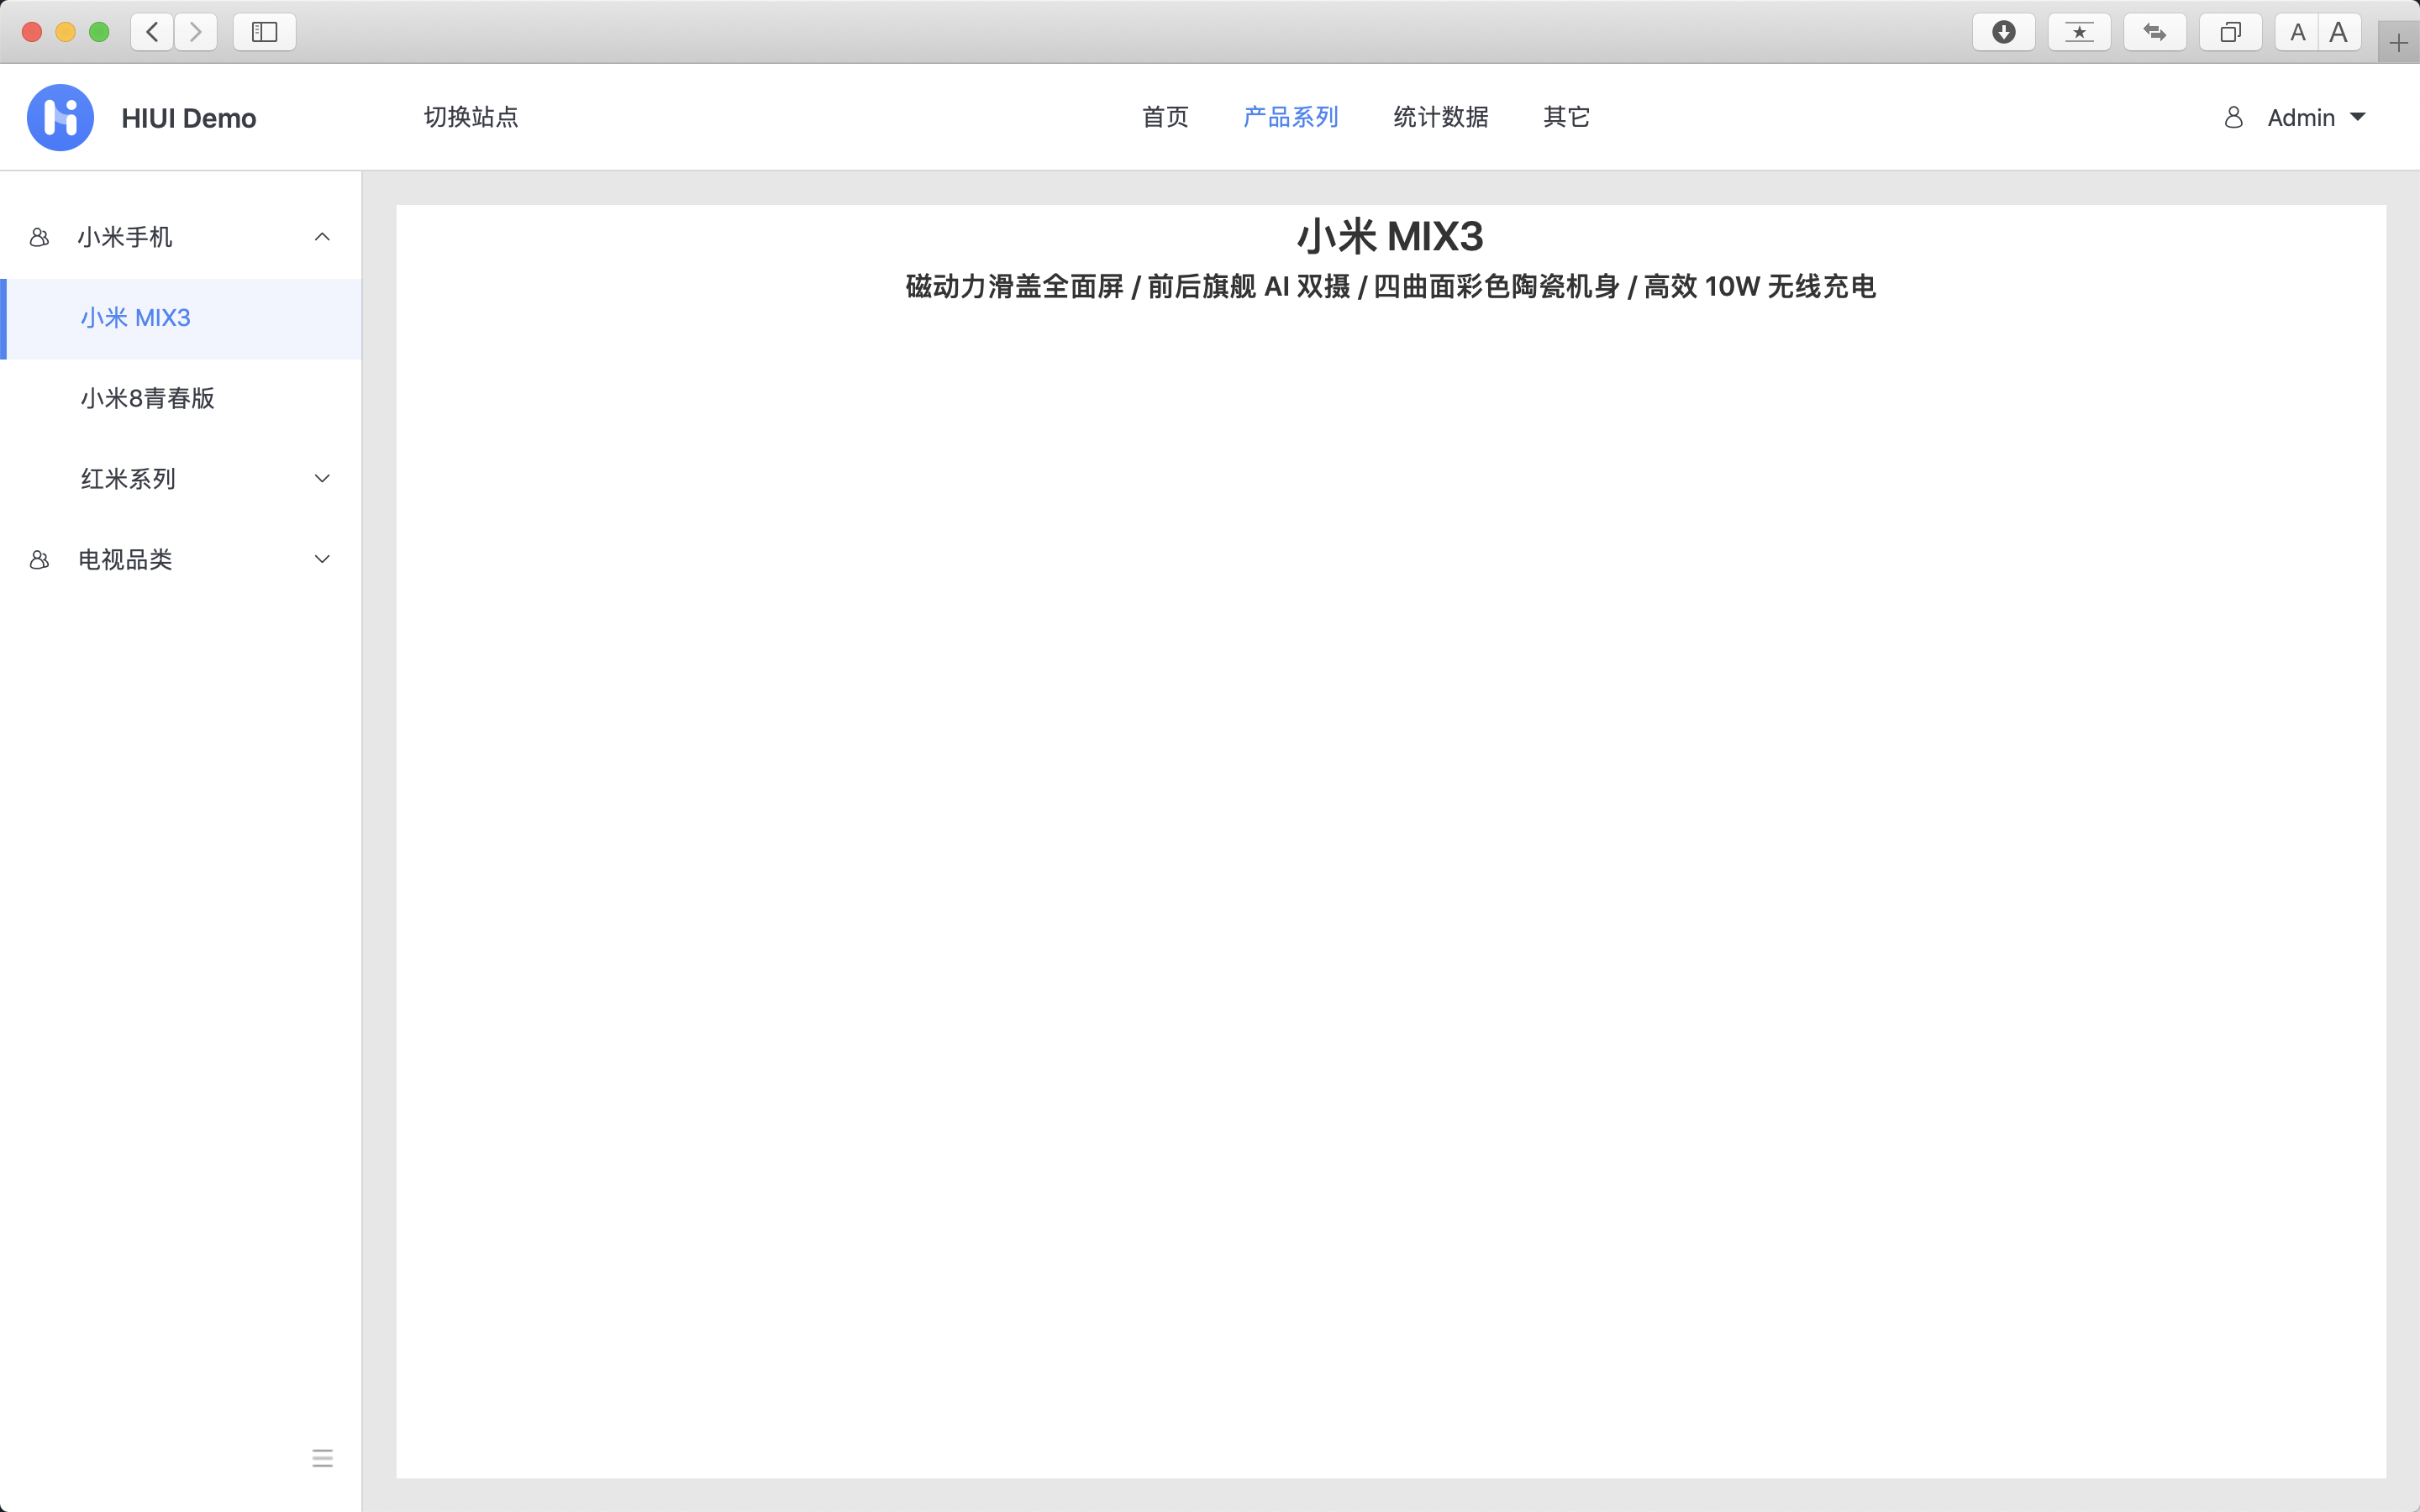 A A
HIUI Demo 切换站点 首页 产品系列 统计数据 其它 Admin
小米手机
小米 MIX3
小米8青春版
红米系列
电视品类
小米 MIX3
磁动力滑盖全面屏 / 前后旗舰 AI 双摄 / 四曲面彩色陶瓷机身 / 高效 10W 无线充电